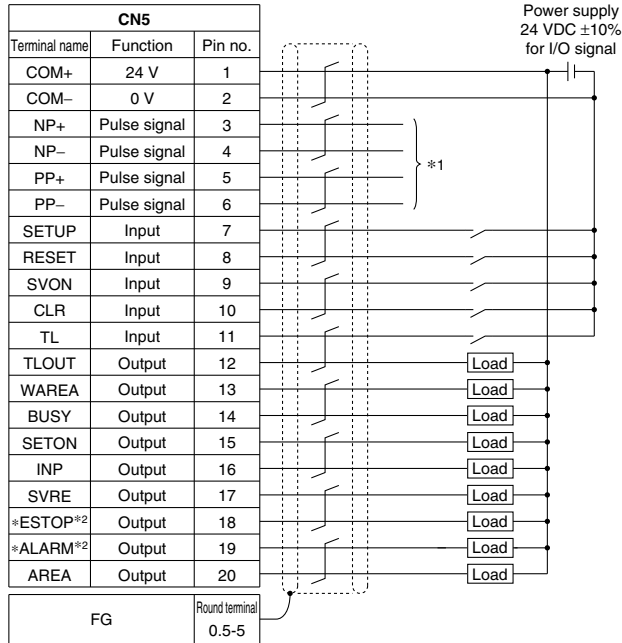 Power supply
24 VDC ±10%
for I/O signal
CN5
Terminal name Function Pin no.
COM+ 24 V 1
COM– 0 V 2
NP+ Pulse signal 3
NP– Pulse signal 4
PP+ Pulse signal 5
PP– Pulse signal 6
*1
SETUP Input 7
RESET Input 8
SVON Input 9
CLR Input 10
TL Input 11
TLOUT Output 12 Load
WAREA Output 13 Load
BUSY Output 14 Load
SETON Output 15 Load
INP Output 16 Load
SVRE Output 17 Load
*ESTOP*2 Output 18 Load
*ALARM*2 Output 19 Load
AREA Output 20 Load
FG Round terminal
0.5-5